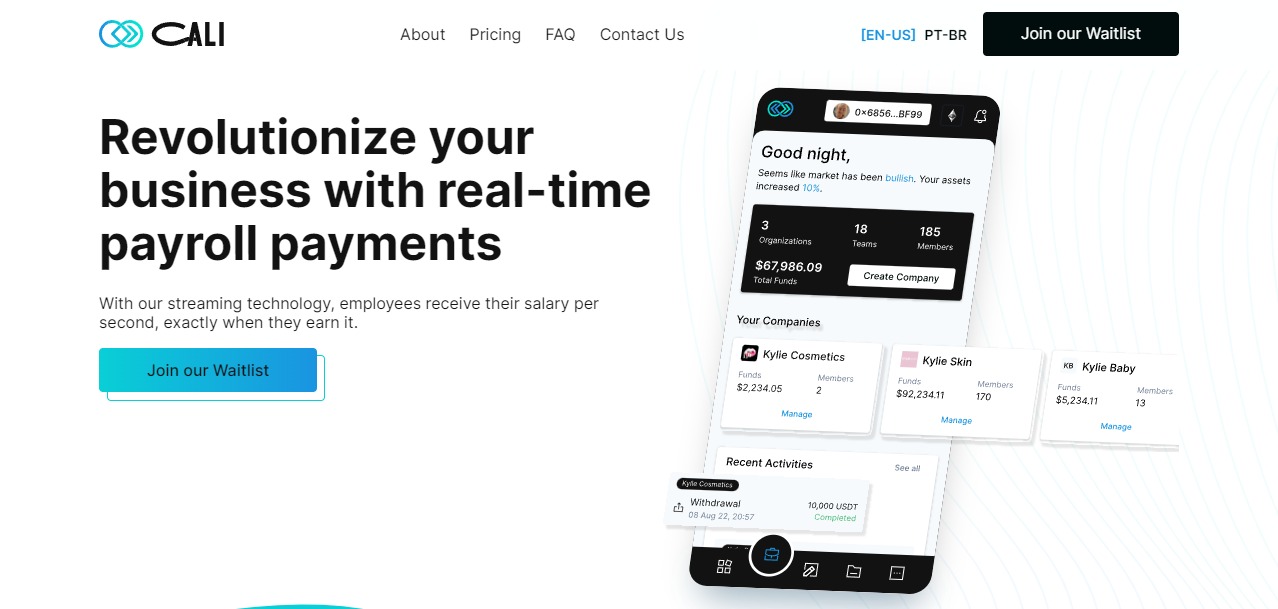 CALI
About
Pricing
FAQ
Contact Us
[EN-US]
PT-BR
Join our Waitlist
Revolutionize your
business with real-time
payroll payments
With our streaming technology, employees receive their salary per
second, exactly when they earn it.
Join our Waitlist
0x6856...BF99
Good night,
Seems like market has been bullish. Your assets
increased 10%.
3
Organizations
18
Teams
185
Members
$67,986.09
Total Funds
Create Company
Your Companies
Kylie Cosmetics
Funds
$2,234.05
Members
2
Manage
Kylie Skin
Funds
$92,234.11
Members
170
Manage
KB
Kylie Baby
Funds
$5,234.11
Members
13
Manage
Recent Activities
See all
Kylie Cosmetics
Withdrawal
08 Aug 22, 20:57
10,000 USDT
Completed